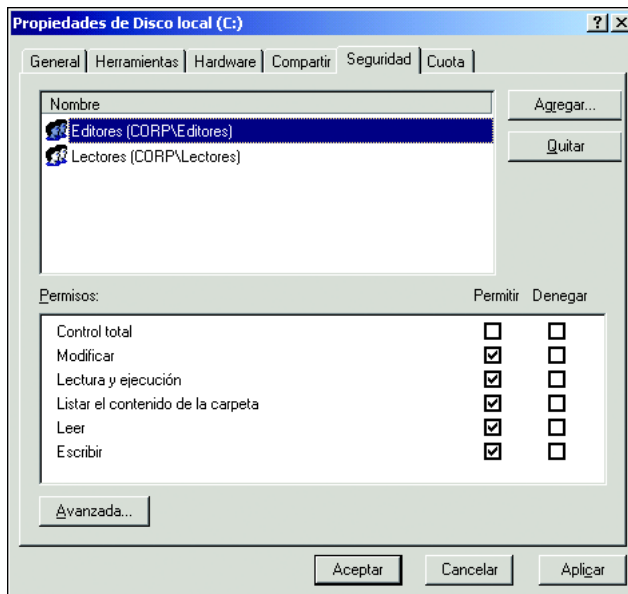 Propiedades de Disco local (C:)
General Herramientas Hardware Compartir Seguridad Cuota
Nombre
Agregar...
Editores (CORP\Editores)
Quitar
Lectores (CORP\Lectores)
Permisos: Permitir Denegar
Control total
Modificar
Lectura y ejecución
Listar el contenido de la carpeta
Leer
Escribir
Avanzada...
Aceptar Cancelar Aplicar